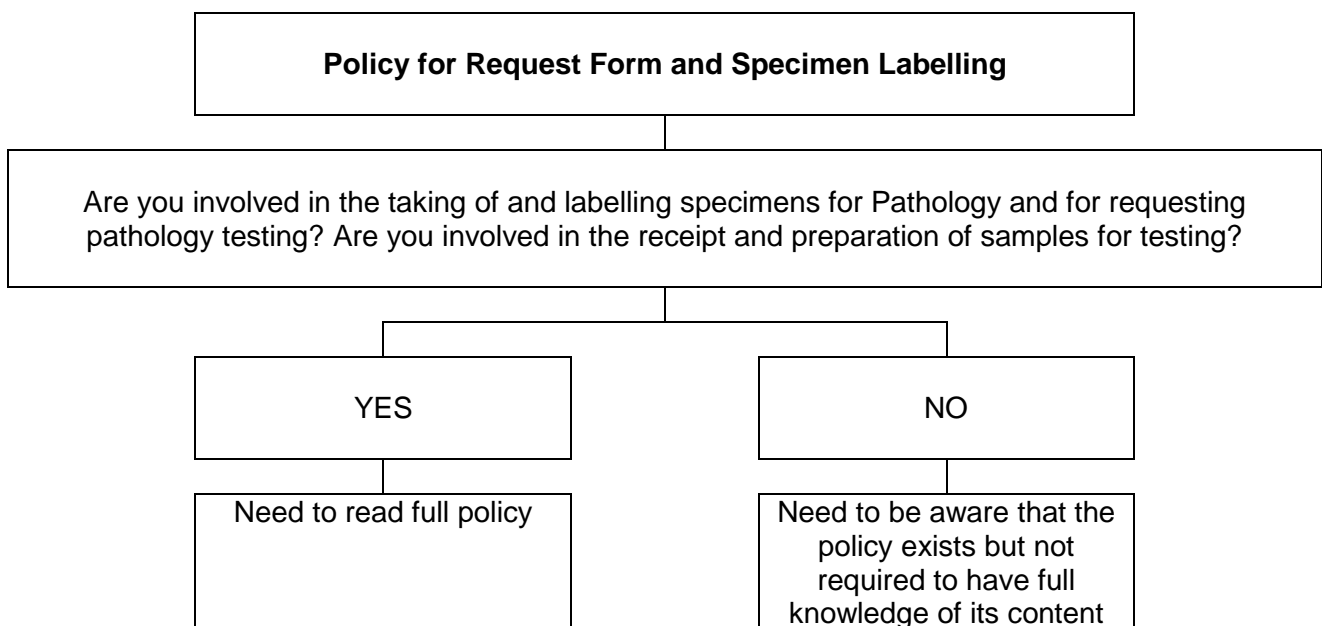 Policy for Request Form and Specimen Labelling
Are you involved in the taking of and labelling specimens for Pathology and for requesting
pathology testing? Are you involved in the receipt and preparation of samples for testing?
YES
NO
Need to read full policy
Need to be aware that the
policy exists but not
required to have full
knowledge of its content